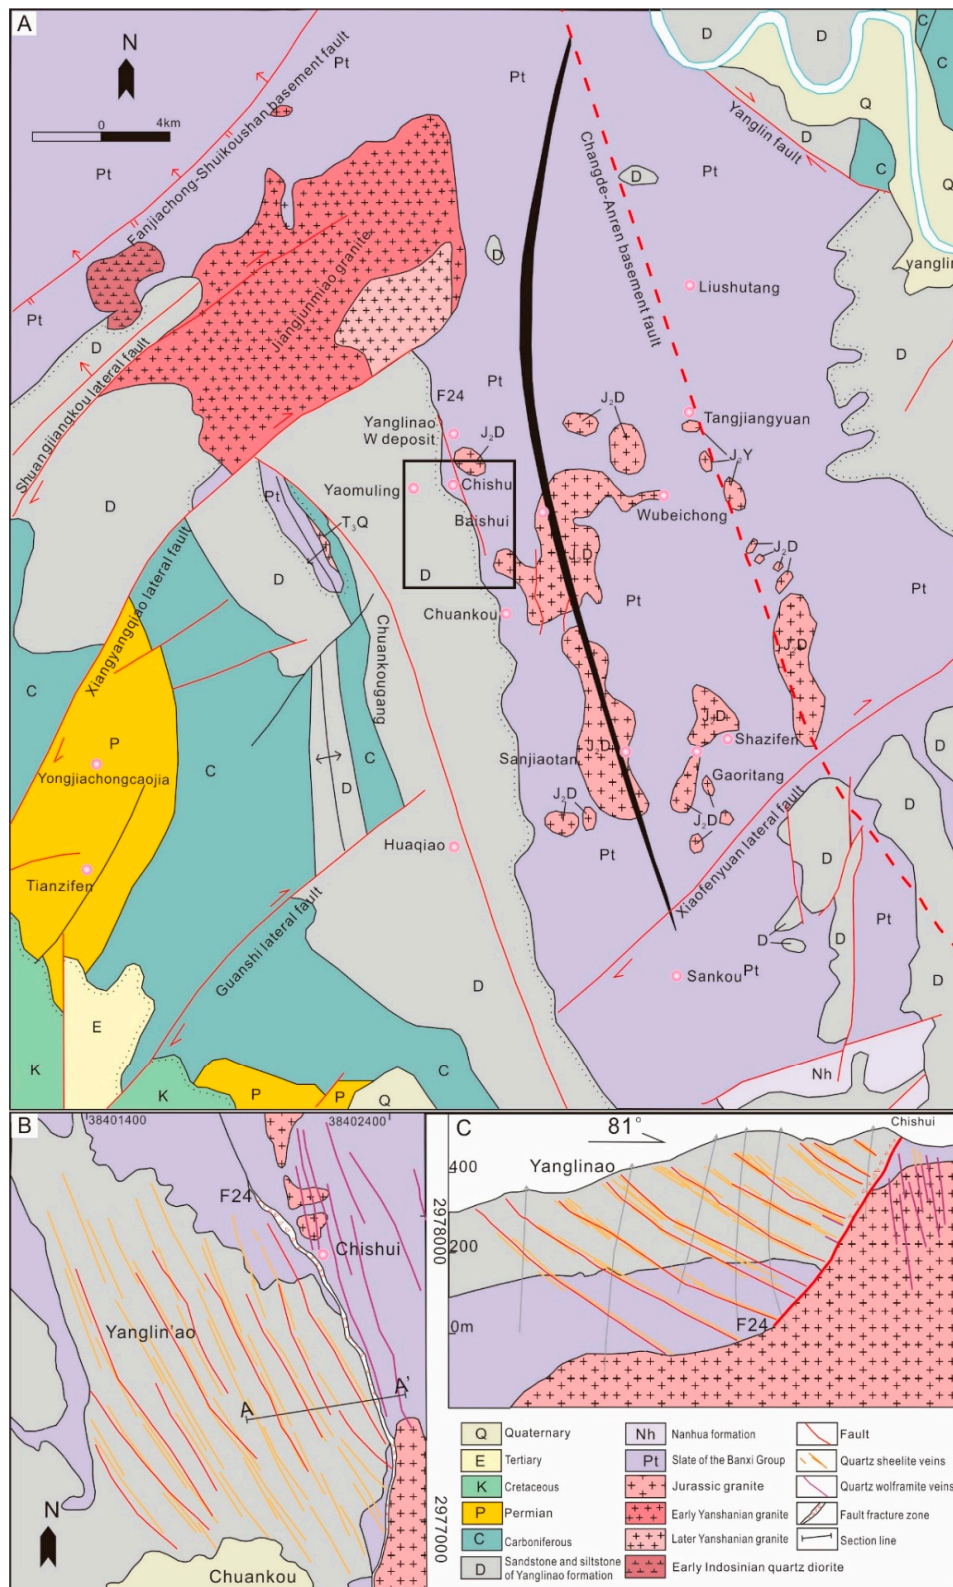 A
N
0
4km
Fanjiachong-Shuikoushan basement fault
Pt
Pt
Pt
Pt
D
D
D
C
C
Q
Q
C
D
Yanglin fault
yanglin
D
Changde-Anren basement fault
Pt
D
D
Liushutang
Jiangjunmiao granite
D
Shuangjiangkou lateral fault
Pt
F24
Yanglinao
W deposit
J₂D
J₂D
Tangjiangyuan
J₂Y
D
Pt
Yaomuling
Chishu
Baishui
Wubeichong
T₃Q
D
D
J₂D
J₂D
Pt
Chuankou
Xiangyangqiao lateral fault
Chuankougang
C
P
C
C
D
J₂D
Yongjiachongcaojia
Sanjiaotan
J₂D
J-D
Shazifen
Gaoritang
J₂D
J₂D
D
D
Tianzifen
Huaqiao
Pt
Xiaofenyuan lateral fault
D
Pt
D
D
D
Guanshi lateral fault
D
Sankou
Pt
E
K
K
P
P
Q
C
Nh
B
38401400
38402400
F24
Chishui
2978000
Yanglin'ao
A
A'
N
2977000
Chuankou
C
81°
Chishui
Yanglinao
400
200
0m
F24
Q Quaternary
E Tertiary
K Cretaceous
P Permian
C Carboniferous
D Sandstone and siltstone
of Yanglinao formation
Nh Nanhua formation
Pt Slate of the Banxi Group
Jurassic granite
Early Yanshanian granite
Later Yanshanian granite
Early Indosinian quartz diorite
Fault
Quartz sheelite veins
Quartz wolframite veins
Fault fracture zone
Section line